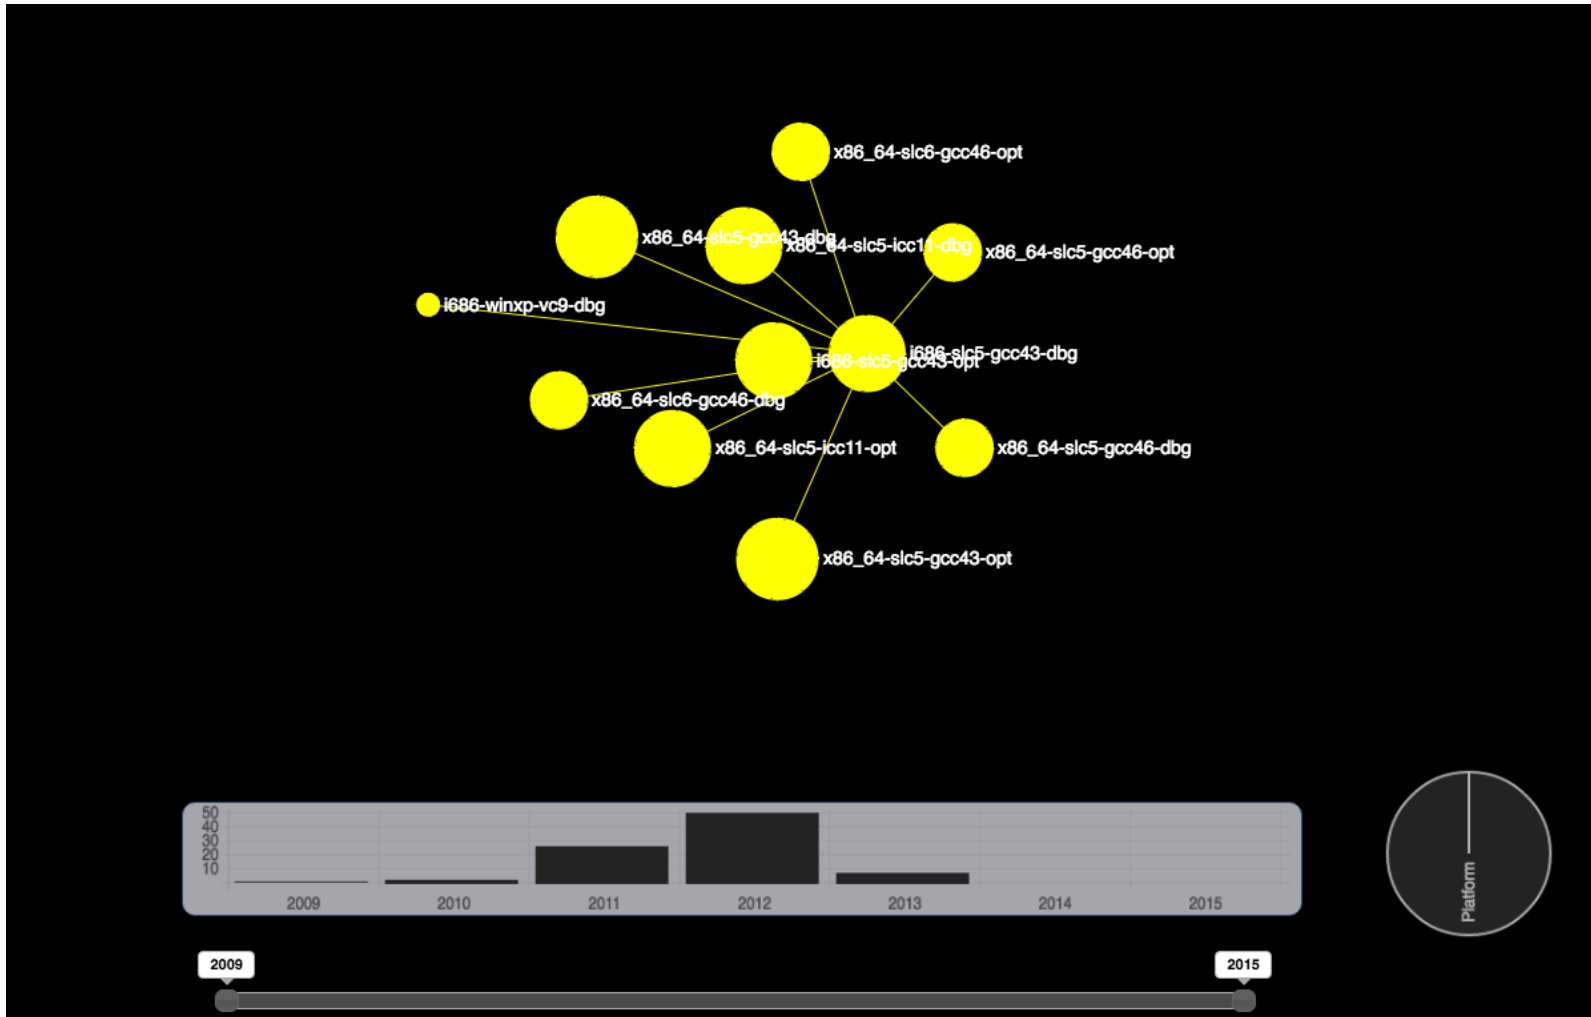 x86_64-slc6-gcc46-opt
x86_64-slc5-gcc43-dbg
x86_64-slc5-icc11-dbg
x86_64-slc5-gcc46-opt
i686-winxp-vc9-dbg
i686-slc5-gcc43-dbg
i686-slc5-gcc43-opt
x86_64-slc6-gcc46-dbg
x86_64-slc5-icc11-opt
x86_64-slc5-gcc46-dbg
x86_64-slc5-gcc43-opt
50
40
30
20
10
2009 2010 2011 2012 2013 2014 2015
Platform
2009 2015